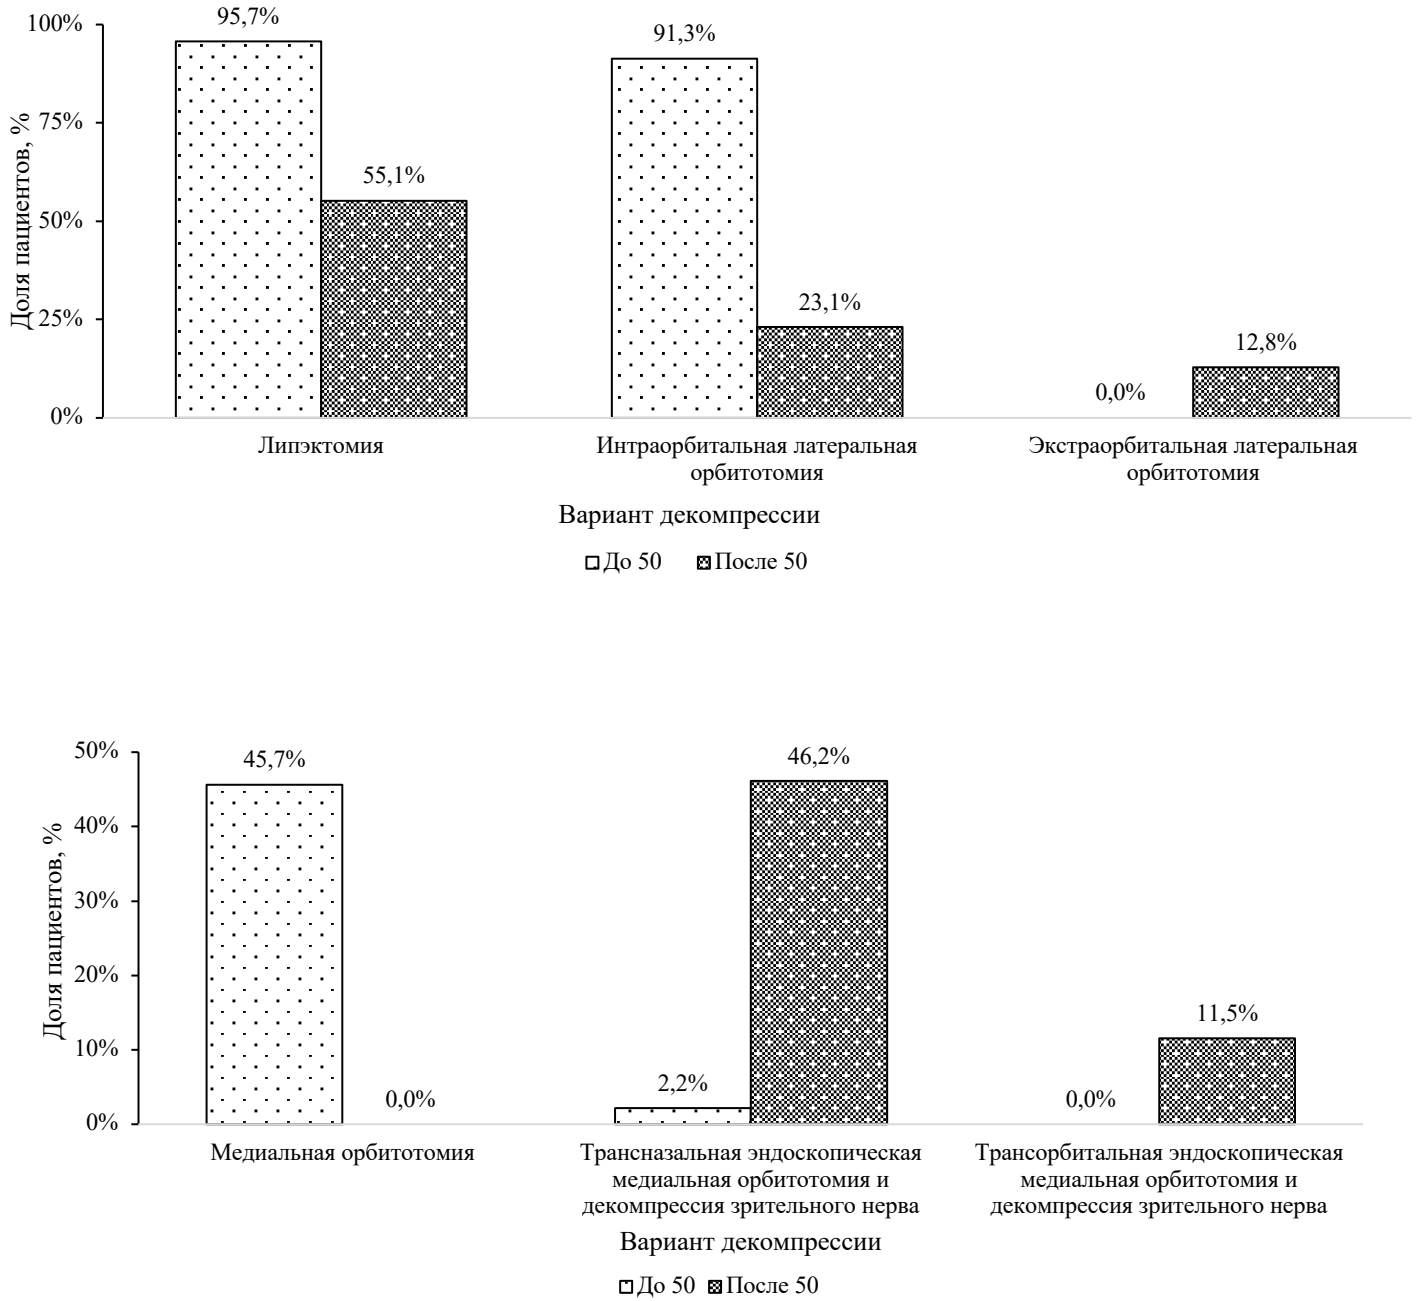 Доля пациентов, %
100%
75%
50%
25%
0%
95,7%
55,1%
91,3%
23,1%
0,0%
12,8%
Липэктомия
Интраорбитальная латеральная
орбитотомия
Экстраорбитальная латеральная
орбитотомия
Вариант декомпрессии
До 50 После 50
Доля пациентов, %
50%
40%
30%
20%
10%
0%
45,7%
0,0%
2,2%
46,2%
0,0%
11,5%
Медиальная орбитотомия
Трансназальная эндоскопическая
медиальная орбитотомия и
декомпрессия зрительного нерва
Трансорбитальная эндоскопическая
медиальная орбитотомия и
декомпрессия зрительного нерва
Вариант декомпрессии
До 50 После 50